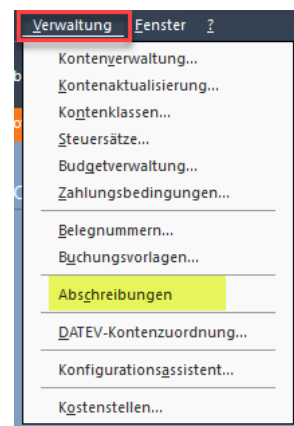 Verwaltung Fenster ?
Kontenverwaltung...
Kontenaktualisierung...
Kontenklassen...
Steuersätze...
Budgetverwaltung...
Zahlungsbedingungen...
Belegnummern...
Buchungsvorlagen...
Abschreibungen
DATEV-Kontenzuordnung...
Konfigurationsassistent...
Kostenstellen...